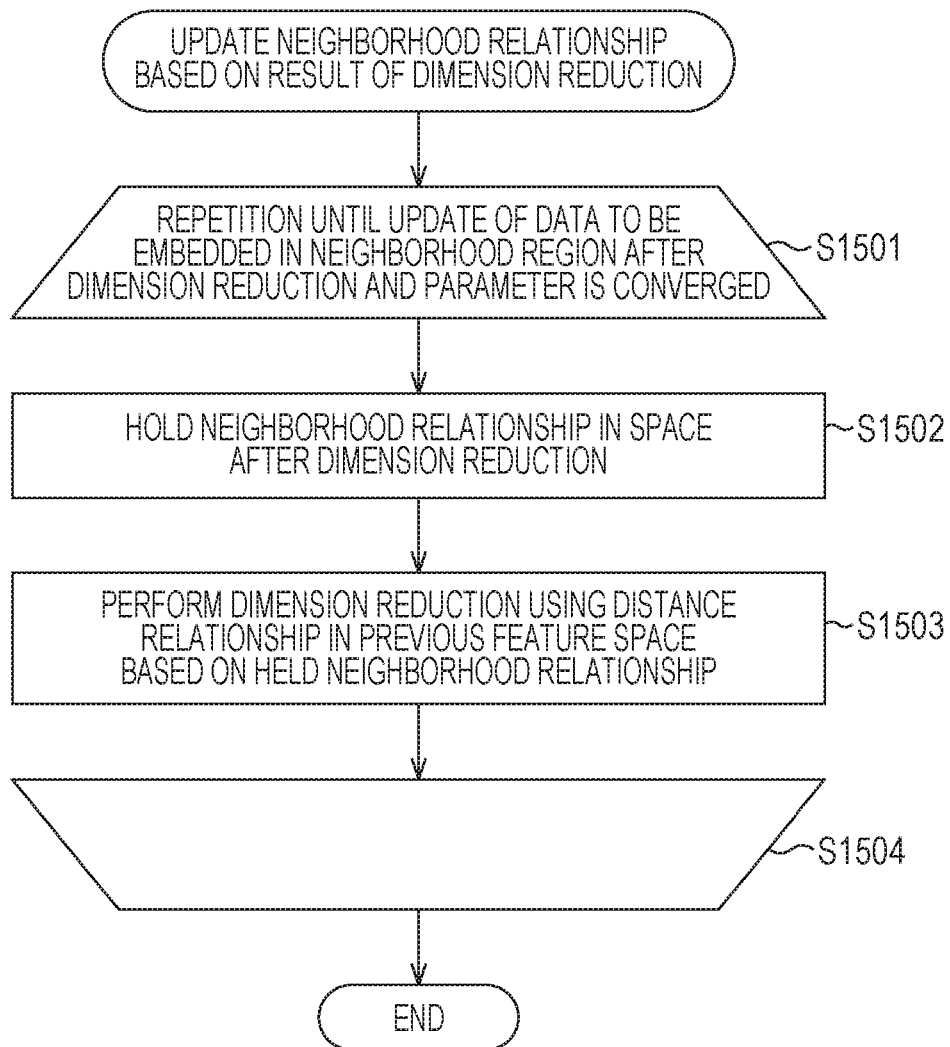 UPDATE NEIGHBORHOOD RELATIONSHIP
BASED ON RESULT OF DIMENSION REDUCTION
REPETITION UNTIL UPDATE OF DATA TO BE
EMBEDDED IN NEIGHBORHOOD REGION AFTER
DIMENSION REDUCTION AND PARAMETER IS CONVERGED
S1501
HOLD NEIGHBORHOOD RELATIONSHIP IN SPACE
AFTER DIMENSION REDUCTION
S1502
PERFORM DIMENSION REDUCTION USING DISTANCE
RELATIONSHIP IN PREVIOUS FEATURE SPACE
BASED ON HELD NEIGHBORHOOD RELATIONSHIP
S1503
S1504
END